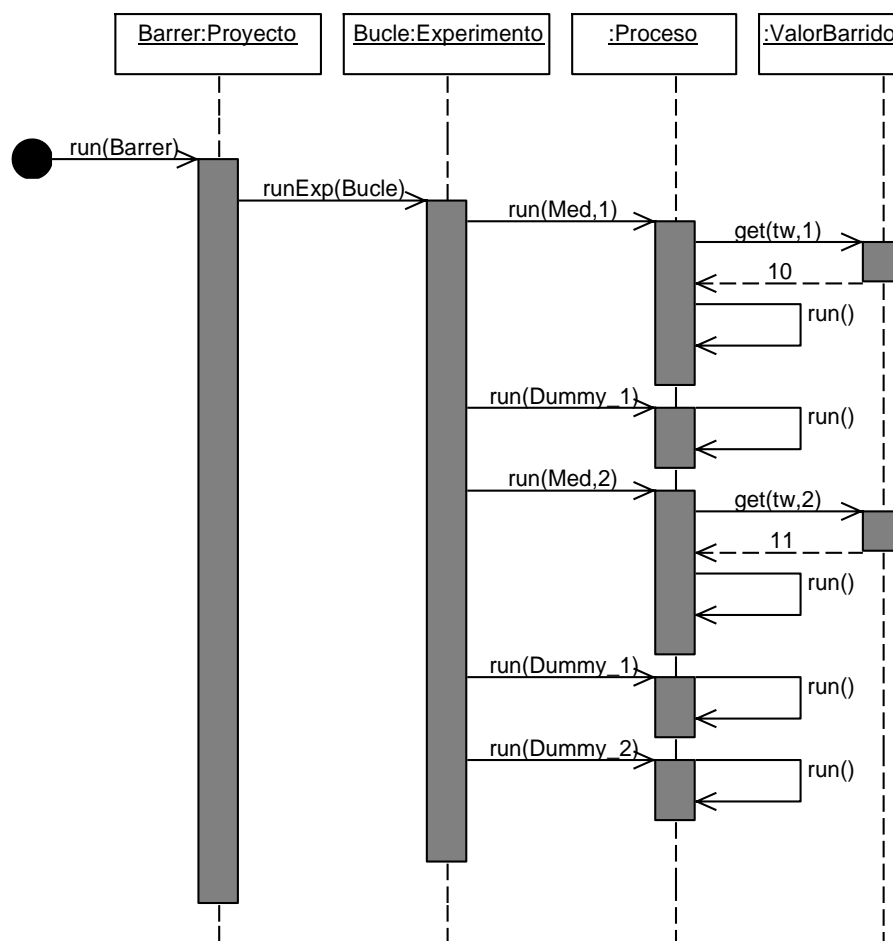 Barrer:Proyecto
Bucle:Experimento
:Proceso
:ValorBarrido
run(Barrer)
runExp(Bucle)
run(Med,1)
get(tw,1)
10
run()
run(Dummy_1)
run()
run(Med,2)
get(tw,2)
11
run()
run(Dummy_1)
run()
run(Dummy_2)
run()